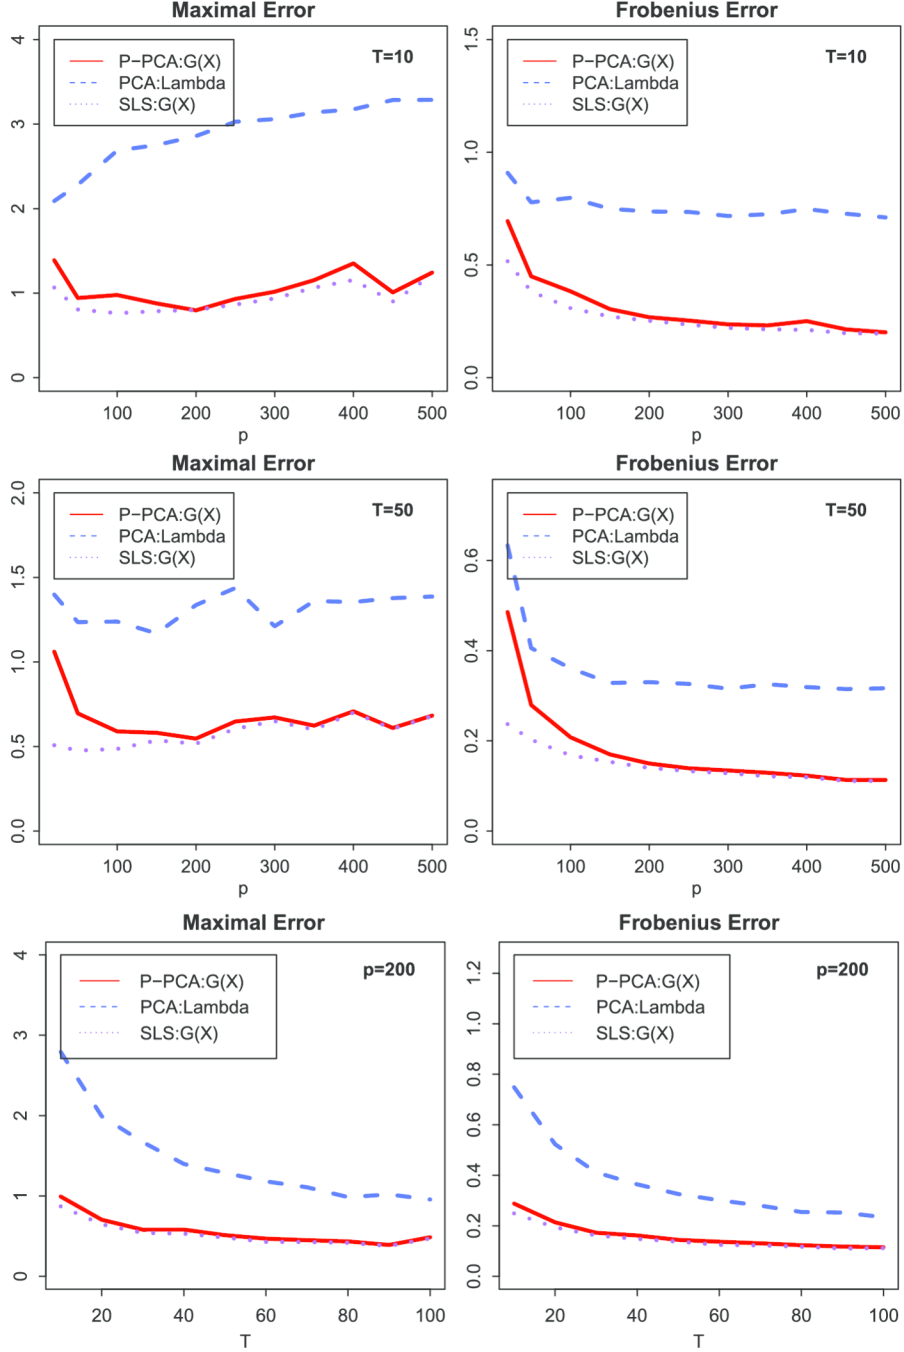 Maximal Error
4
3
2
1
0
P−PCA:G(X)
PCA:Lambda
SLS:G(X)
T=10
100 200 300 400 500
p
Frobenius Error
1.5
1.0
0.5
0.0
P−PCA:G(X)
PCA:Lambda
SLS:G(X)
T=10
100 200 300 400 500
p
Maximal Error
2.0
1.5
1.0
0.5
0.0
P−PCA:G(X)
PCA:Lambda
SLS:G(X)
T=50
100 200 300 400 500
p
Frobenius Error
0.6
0.4
0.2
0.0
P−PCA:G(X)
PCA:Lambda
SLS:G(X)
T=50
100 200 300 400 500
p
Maximal Error
4
3
2
1
0
P−PCA:G(X)
PCA:Lambda
SLS:G(X)
p=200
20 40 60 80 100
T
Frobenius Error
1.2
1.0
0.8
0.6
0.4
0.2
0.0
P−PCA:G(X)
PCA:Lambda
SLS:G(X)
p=200
20 40 60 80 100
T